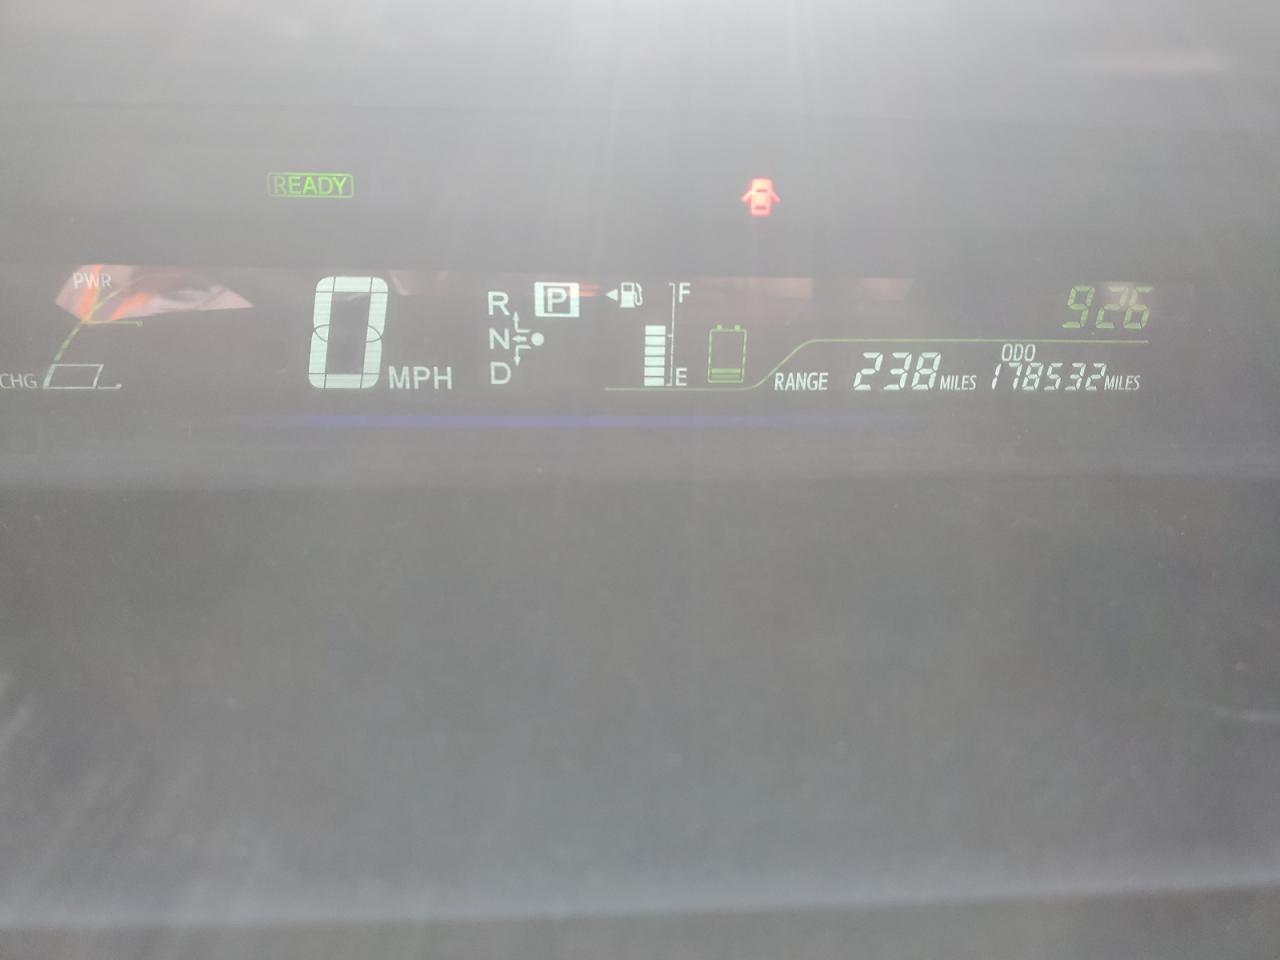 READY
PWR
CHG
0 MPH
R P
N
D
F
E
926
RANGE 238 MILES
ODO
178532 MILES